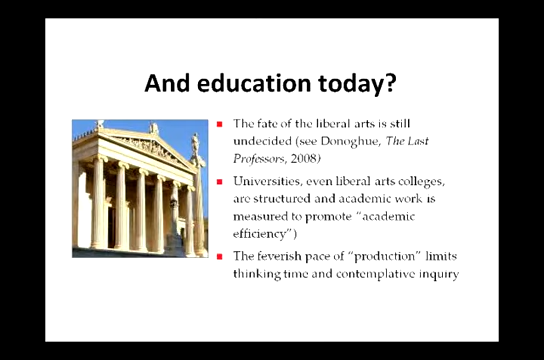 And education today?
The fate of the liberal arts is still
undecided (see Donoghue, The Last
Professors, 2008)
Universities, even liberal arts colleges,
are structured and academic work is
measured to promote “academic
efficiency”)
The feverish pace of “production” limits
thinking time and contemplative inquiry